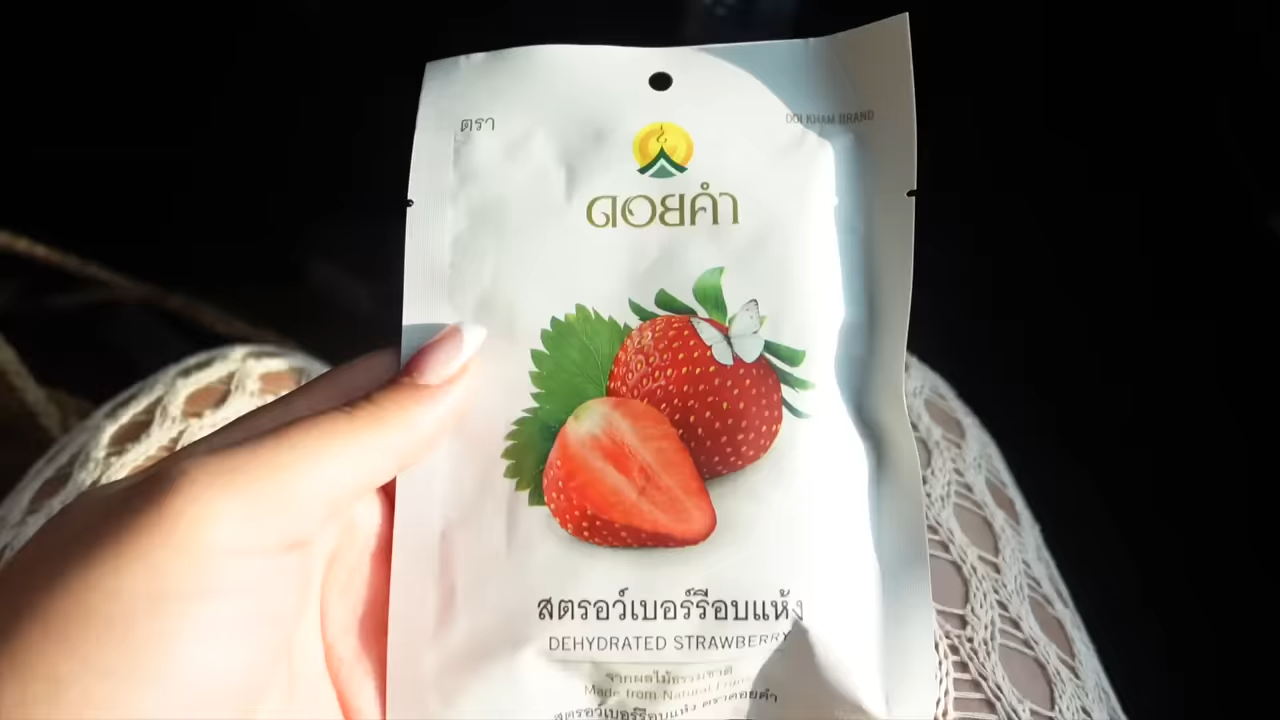 ตรา
DOI KHAM BRAND
ดอยคำ
สตรอว์เบอร์รีอบแห้ง
DEHYDRATED STRAWBERRY
จากผลไม้ธรรมชาติ
Made from Natural Fruits
สตรอว์เบอร์รีอบแห้ง ตราดอยคำ